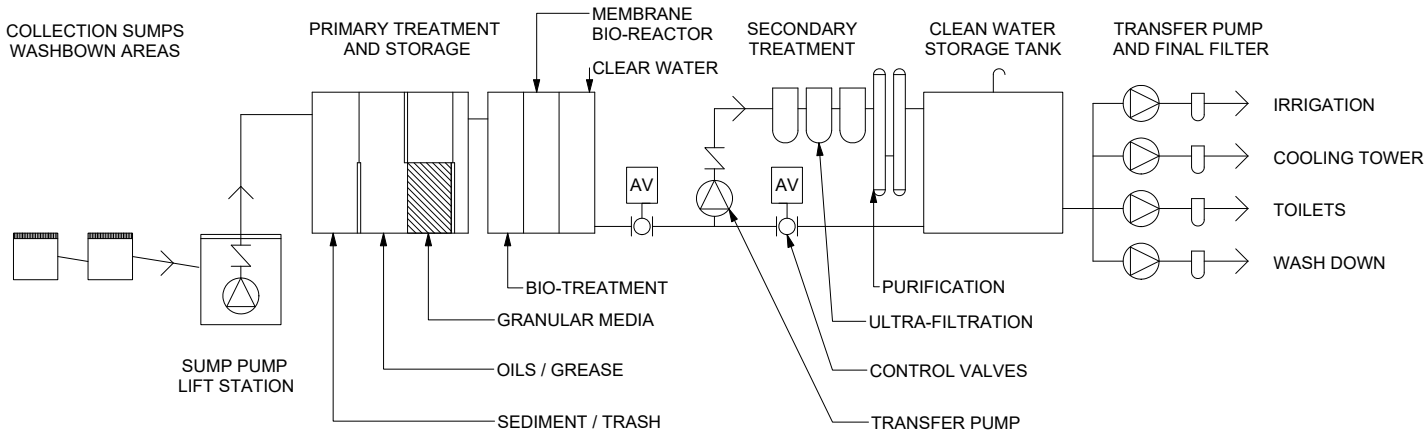 COLLECTION SUMPS
WASHBOWN AREAS
PRIMARY TREATMENT
AND STORAGE
MEMBRANE
BIO-REACTOR
CLEAR WATER
SECONDARY
TREATMENT
CLEAN WATER
STORAGE TANK
TRANSFER PUMP
AND FINAL FILTER
IRRIGATION
COOLING TOWER
TOILETS
WASH DOWN
AV
AV
SUMP PUMP
LIFT STATION
BIO-TREATMENT
GRANULAR MEDIA
OILS / GREASE
SEDIMENT / TRASH
PURIFICATION
ULTRA-FILTRATION
CONTROL VALVES
TRANSFER PUMP